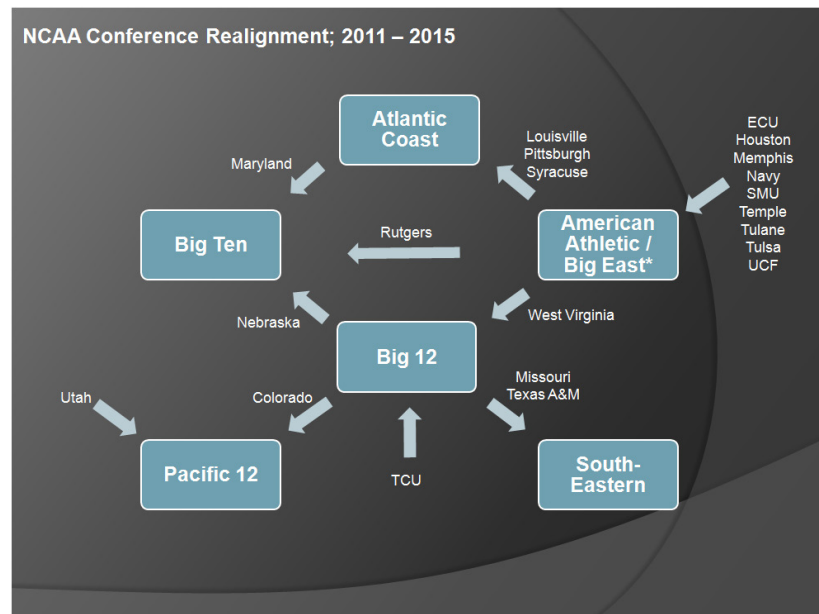 NCAA Conference Realignment; 2011 – 2015
Atlantic
Coast
ECU
Houston
Memphis
Navy
SMU
Temple
Tulane
Tulsa
UCF
Louisville
Pittsburgh
Syracuse
Maryland
Big Ten
Rutgers
American
Athletic /
Big East*
Nebraska
West Virginia
Big 12
Utah
Colorado
Missouri
Texas A&M
Pacific 12
TCU
South-
Eastern